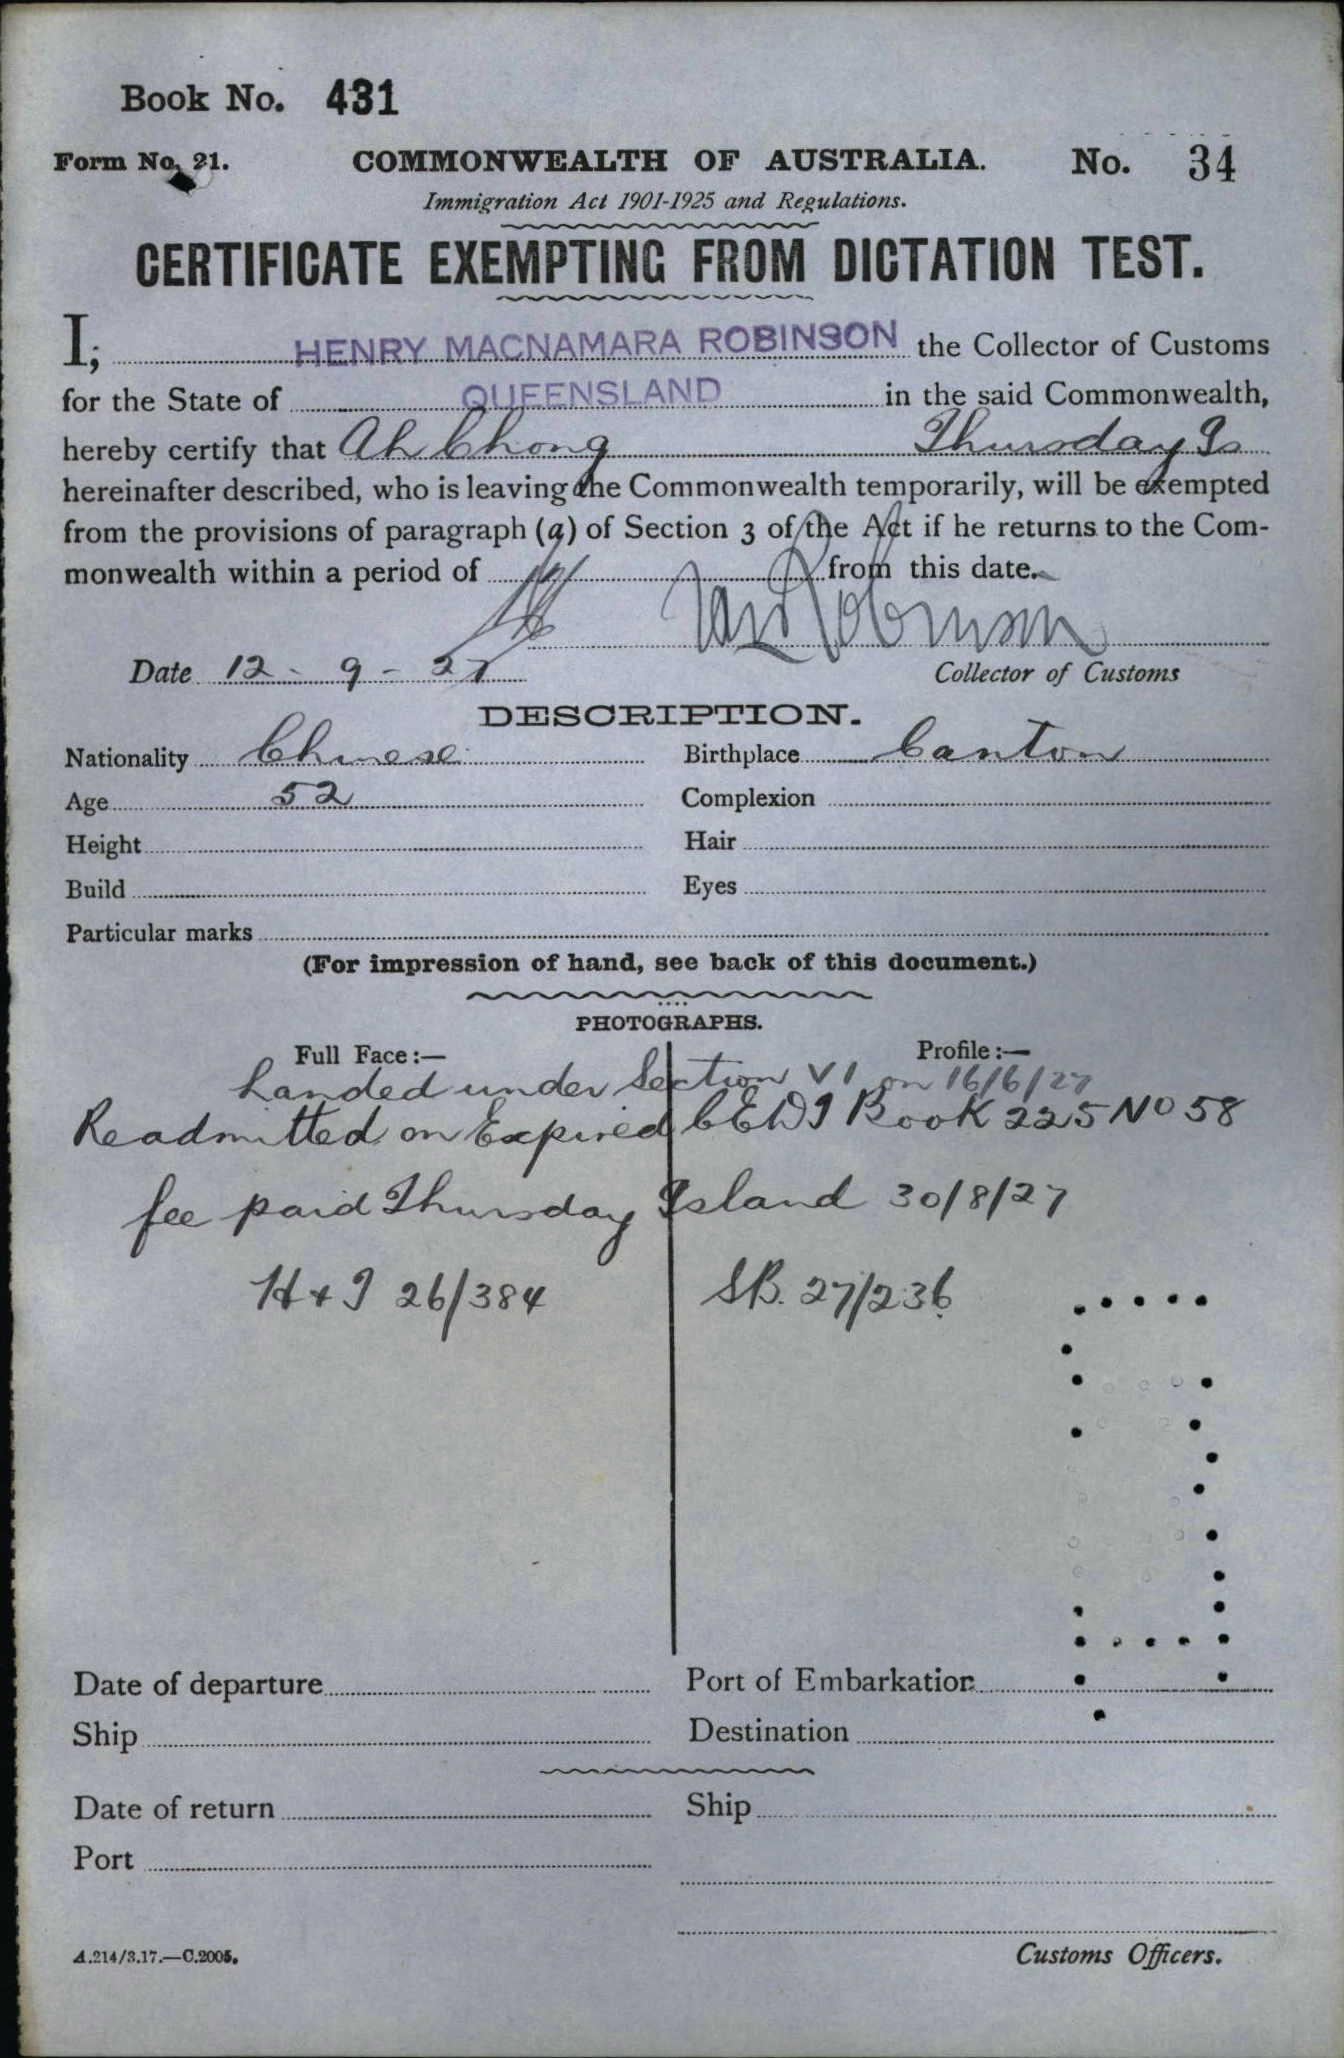 Book No. 431
Form No. 21. COMMONWEALTH OF AUSTRALIA. No. 34
Immigration Act 1901-1925 and Regulations.
CERTIFICATE EXEMPTING FROM DICTATION TEST.
I, HENRY MACNAMARA ROBINSON the Collector of Customs
for the State of QUEENSLAND in the said Commonwealth,
hereby certify that Ah Chong Thursday Is
hereinafter described, who is leaving the Commonwealth temporarily, will be exempted
from the provisions of paragraph (a) of Section 3 of the Act if he returns to the Com-
monwealth within a period of from this date.
Date 12 - 9 - 27 Collector of Customs
DESCRIPTION.
Nationality Chinese Birthplace Canton
Age 52 Complexion
Height Hair
Build Eyes
Particular marks
(For impression of hand, see back of this document.)
PHOTOGRAPHS.
Full Face:— Profile:—
Landed under Section VI on 16/6/27
Readmitted on Expired CEDT Book 225 No 58
fee paid Thursday Island 30/8/27
H & T 26/384 SB. 27/236
Date of departure Port of Embarkation
Ship Destination
Date of return Ship
Port
A.214/3.17.—C.2005. Customs Officers.